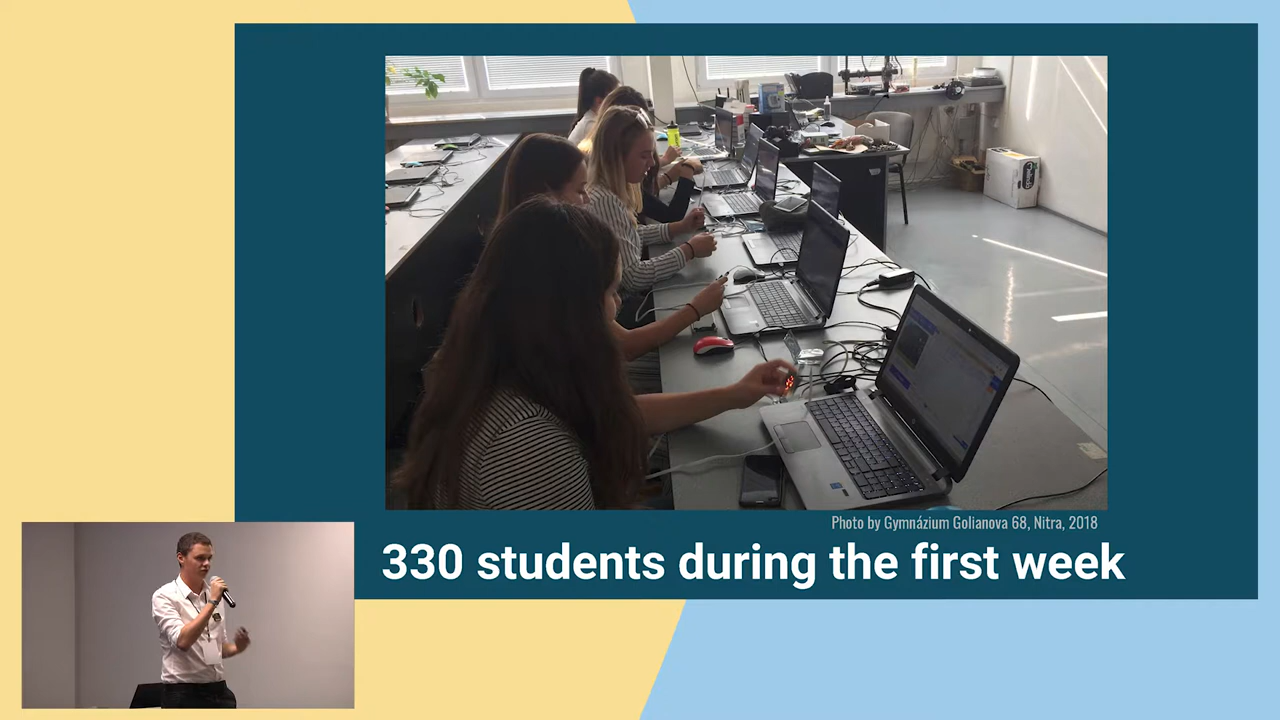 Photo by Gymnázium Golianova 68, Nitra, 2018
330 students during the first week